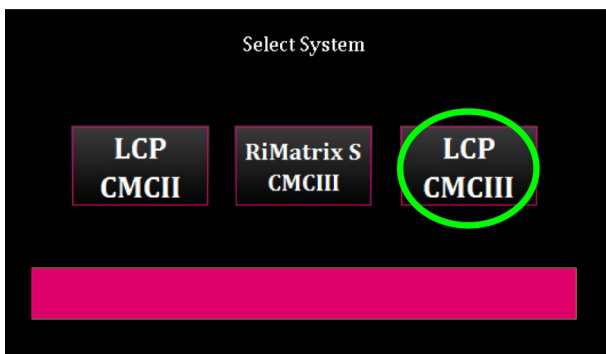 Select System
LCP
CMCII
RiMatrix S
CMCIII
LCP
CMCIII